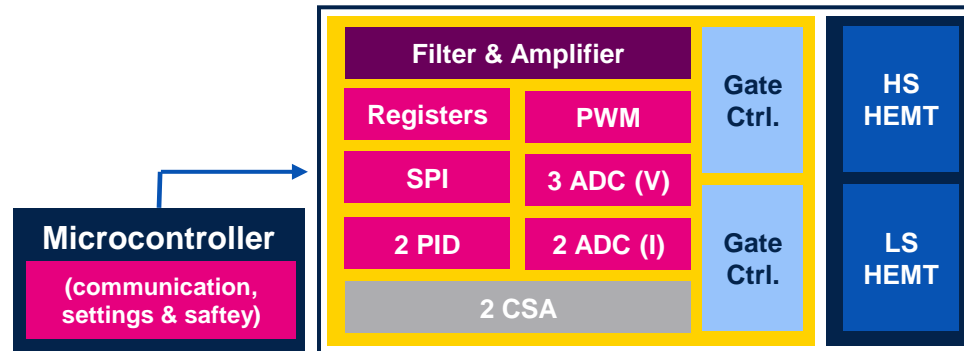 Filter & Amplifier
Registers
PWM
SPI
3 ADC (V)
2 PID
2 ADC (I)
2 CSA
Gate
Ctrl.
Gate
Ctrl.
HS
HEMT
LS
HEMT
Microcontroller
(communication,
settings & saftey)